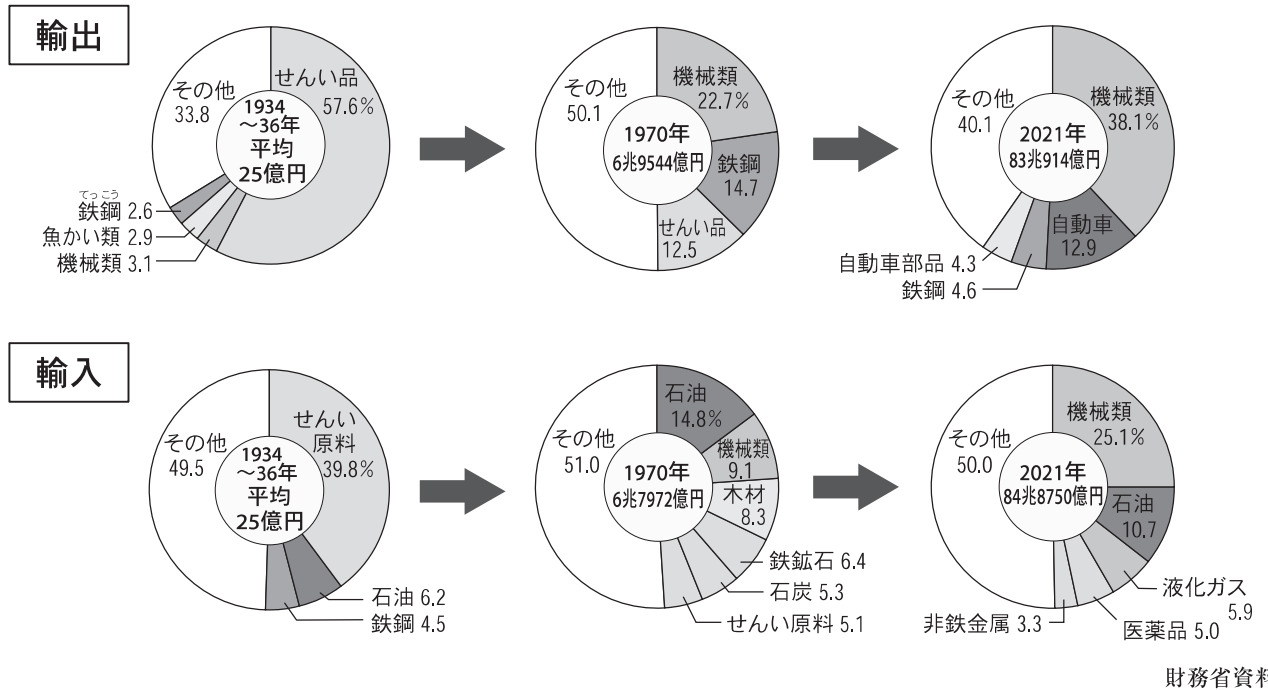 輸出
せんい品
57.6%
その他
33.8
1934
～36年
平均
25億円
てっこう
鉄鋼 2.6
魚かい類 2.9
機械類 3.1
機械類
22.7%
その他
50.1
1970年
6兆9544億円
鉄鋼
14.7
せんい品
12.5
機械類
38.1%
その他
40.1
2021年
83兆914億円
自動車
12.9
自動車部品 4.3
鉄鋼 4.6
輸入
せんい
原料
39.8%
その他
49.5
1934
～36年
平均
25億円
石油 6.2
鉄鋼 4.5
石油
14.8%
その他
51.0
機械類
9.1
1970年
6兆7972億円
木材
8.3
鉄鉱石 6.4
石炭 5.3
せんい原料 5.1
機械類
25.1%
その他
50.0
2021年
84兆8750億円
石油
10.7
液化ガス
5.9
非鉄金属 3.3
医薬品 5.0
財務省資料